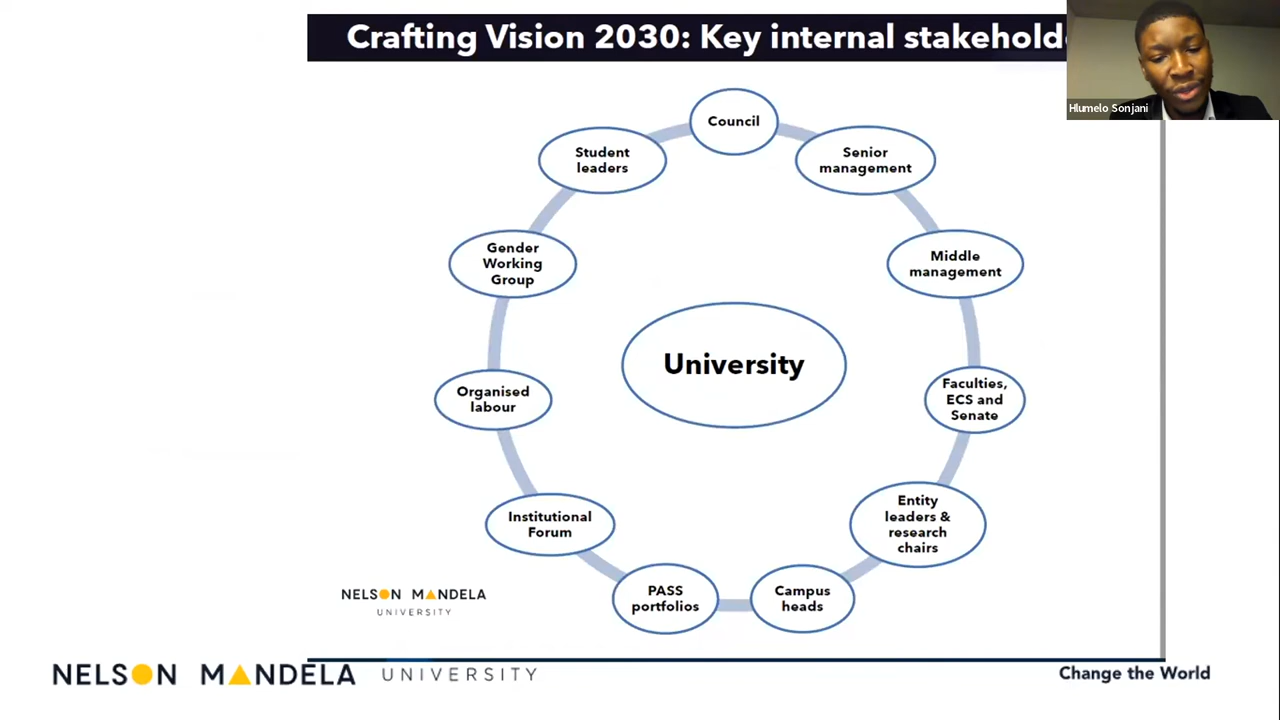 Crafting Vision 2030: Key internal stakehold
Hlumelo Sonjani
Council
Student
leaders
Senior
management
Gender
Working
Group
Middle
management
University
Organised
labour
Faculties,
ECS and
Senate
Institutional
Forum
Entity
leaders &
research
chairs
PASS
portfolios
Campus
heads
NELSON MANDELA
UNIVERSITY
NELSON MANDELA UNIVERSITY
Change the World